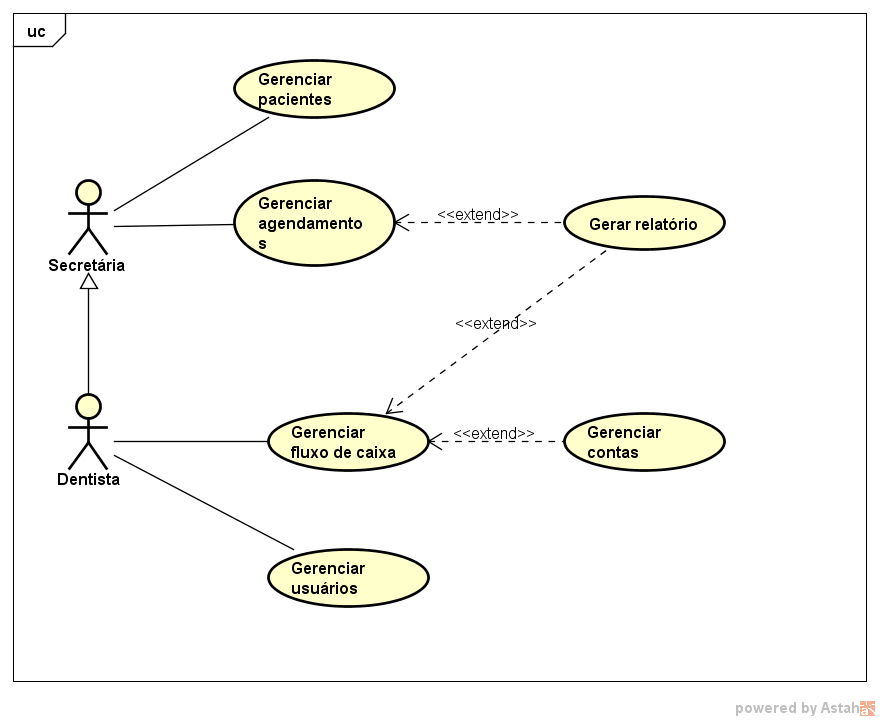 uc
Gerenciar
pacientes
Gerenciar
agendamento
s
<<extend>>
Gerar relatório
Secretária
<<extend>>
Gerenciar
fluxo de caixa
<<extend>>
Gerenciar
contas
Dentista
Gerenciar
usuários
powered by Astah